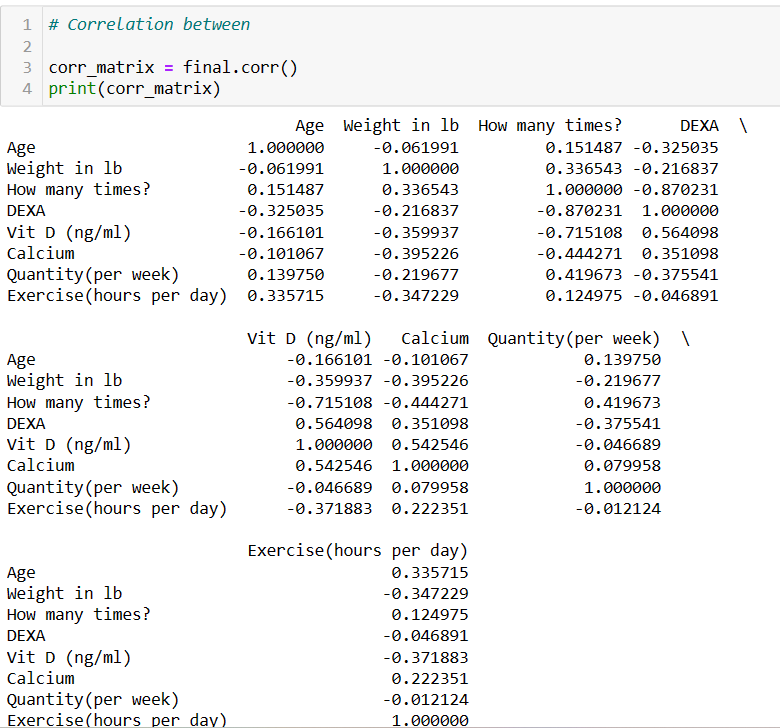 1 # Correlation between
2
3 corr_matrix = final.corr()
4 print(corr_matrix)
Age Weight in lb How many times? DEXA \
Age 1.000000 -0.061991 0.151487 -0.325035
Weight in lb -0.061991 1.000000 0.336543 -0.216837
How many times? 0.151487 0.336543 1.000000 -0.870231
DEXA -0.325035 -0.216837 -0.870231 1.000000
Vit D (ng/ml) -0.166101 -0.359937 -0.715108 0.564098
Calcium -0.101067 -0.395226 -0.444271 0.351098
Quantity(per week) 0.139750 -0.219677 0.419673 -0.375541
Exercise(hours per day) 0.335715 -0.347229 0.124975 -0.046891
Vit D (ng/ml) Calcium Quantity(per week) \
Age -0.166101 -0.101067 0.139750
Weight in lb -0.359937 -0.395226 -0.219677
How many times? -0.715108 -0.444271 0.419673
DEXA 0.564098 0.351098 -0.375541
Vit D (ng/ml) 1.000000 0.542546 -0.046689
Calcium 0.542546 1.000000 0.079958
Quantity(per week) -0.046689 0.079958 1.000000
Exercise(hours per day) -0.371883 0.222351 -0.012124
Exercise(hours per day)
Age 0.335715
Weight in lb -0.347229
How many times? 0.124975
DEXA -0.046891
Vit D (ng/ml) -0.371883
Calcium 0.222351
Quantity(per week) -0.012124
Exercise(hours per day) 1.000000